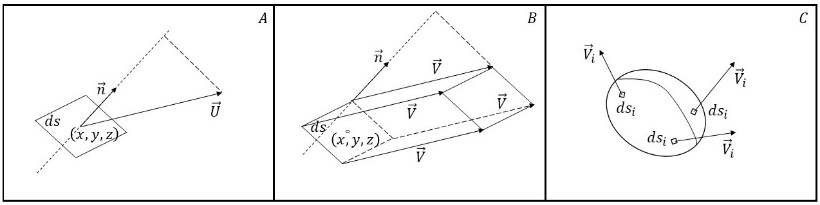 A
n⃗
ds
(x, y, z)
U⃗
B
n⃗
V⃗
V⃗
V⃗
ds
(x, y, z)
V⃗
C
V⃗ᵢ
V⃗ᵢ
dsᵢ
dsᵢ
dsᵢ
V⃗ᵢ